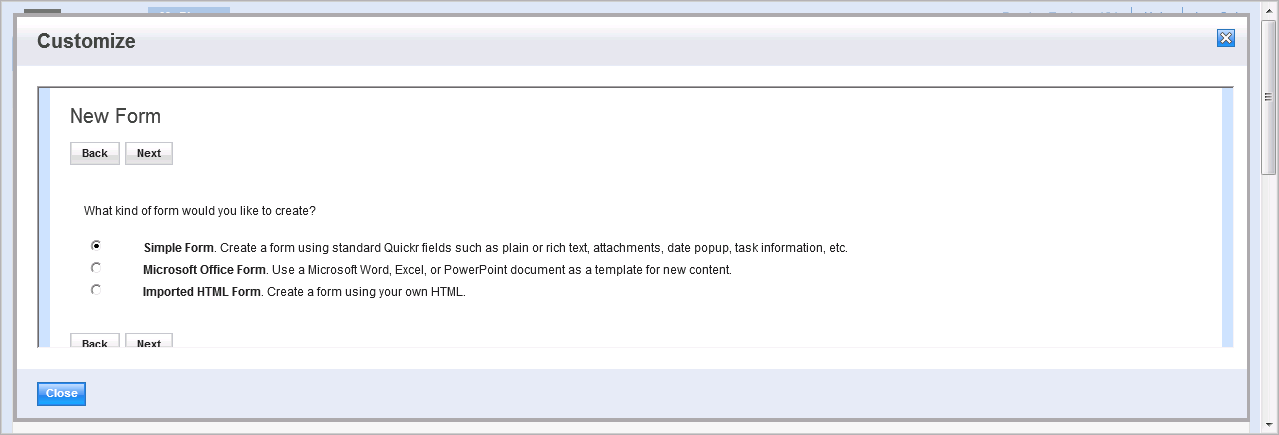 Customize
New Form
Back Next
What kind of form would you like to create?
Simple Form. Create a form using standard Quickr fields such as plain or rich text, attachments, date popup, task information, etc.
Microsoft Office Form. Use a Microsoft Word, Excel, or PowerPoint document as a template for new content.
Imported HTML Form. Create a form using your own HTML.
Back Next
Close